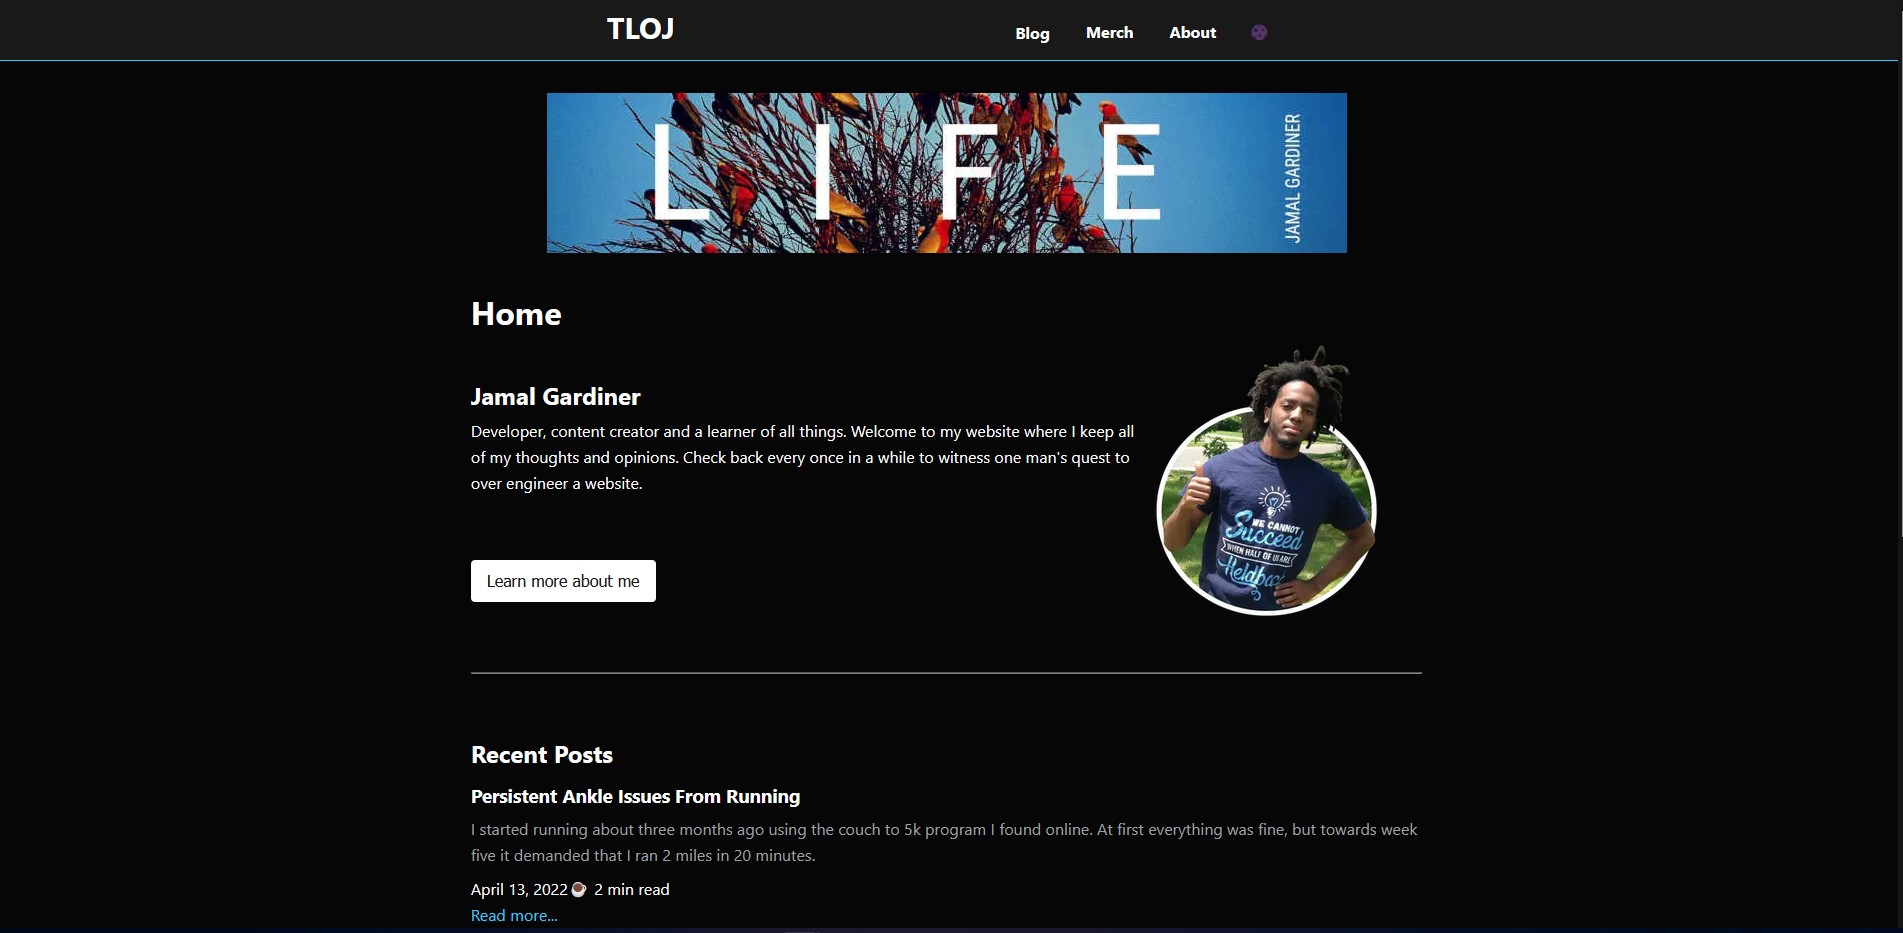 TLOJ
Blog Merch About
LIFE
JAMAL GARDINER
Home
Jamal Gardiner
Developer, content creator and a learner of all things. Welcome to my website where I keep all
of my thoughts and opinions. Check back every once in a while to witness one man's quest to
over engineer a website.
WE CANNOT
Succeed
WHEN HALF OF US ARE
Heldback
Learn more about me
Recent Posts
Persistent Ankle Issues From Running
I started running about three months ago using the couch to 5k program I found online. At first everything was fine, but towards week
five it demanded that I ran 2 miles in 20 minutes.
April 13, 2022 2 min read
Read more...